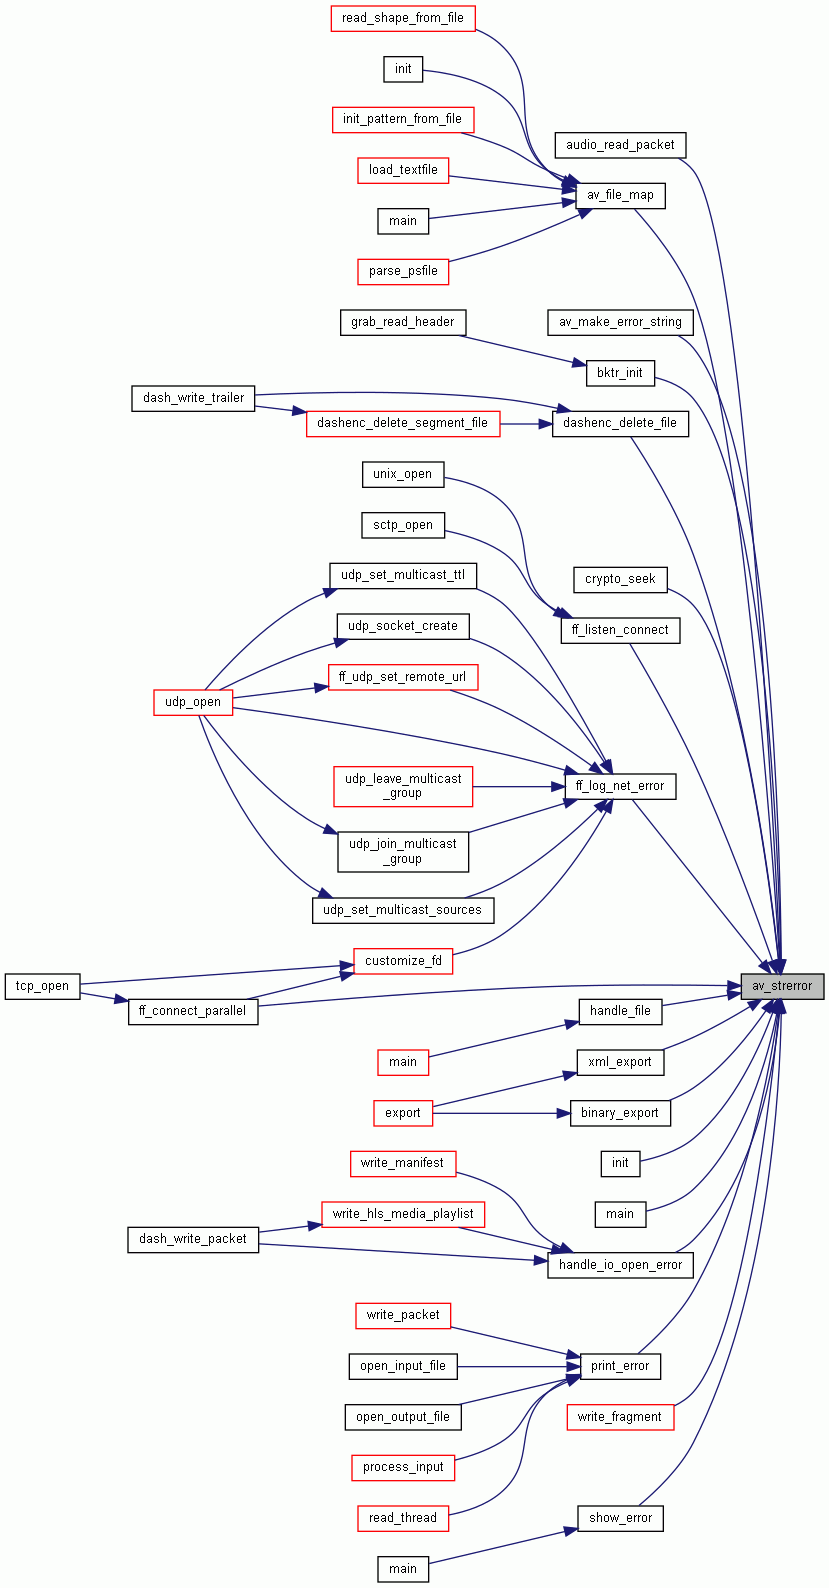 read_shape_from_file
init
init_pattern_from_file
audio_read_packet
load_textfile
av_file_map
main
parse_psfile
grab_read_header
av_make_error_string
bktr_init
dash_write_trailer
dashenc_delete_segment_file
dashenc_delete_file
unix_open
sctp_open
udp_set_multicast_ttl
crypto_seek
udp_socket_create
ff_listen_connect
ff_udp_set_remote_url
udp_open
udp_leave_multicast
_group
ff_log_net_error
udp_join_multicast
_group
udp_set_multicast_sources
customize_fd
tcp_open
av_strerror
ff_connect_parallel
handle_file
main
xml_export
export
binary_export
write_manifest
init
write_hls_media_playlist
main
dash_write_packet
handle_io_open_error
write_packet
open_input_file
print_error
open_output_file
write_fragment
process_input
read_thread
show_error
main